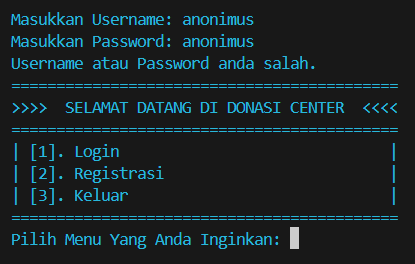 Masukkan Username: anonimus
Masukkan Password: anonimus
Username atau Password anda salah.
===========================================
>>>>  SELAMAT DATANG DI DONASI CENTER  <<<<
===========================================
| [1]. Login                              |
| [2]. Registrasi                         |
| [3]. Keluar                             |
===========================================
Pilih Menu Yang Anda Inginkan: